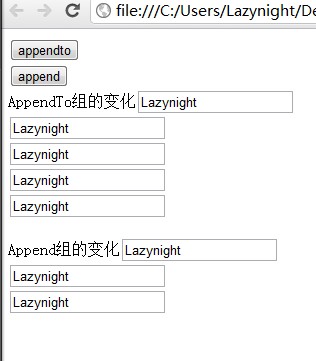 file:///C:/Users/Lazynight/De
appendto
append
AppendTo组的变化 Lazynight
Lazynight
Lazynight
Lazynight
Lazynight
Append组的变化 Lazynight
Lazynight
Lazynight